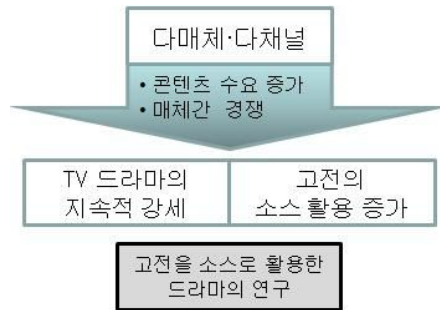 다매체·다채널
• 콘텐츠 수요 증가
• 매체간 경쟁
TV 드라마의
지속적 강세
고전의
소스 활용 증가
고전을 소스로 활용한
드라마의 연구